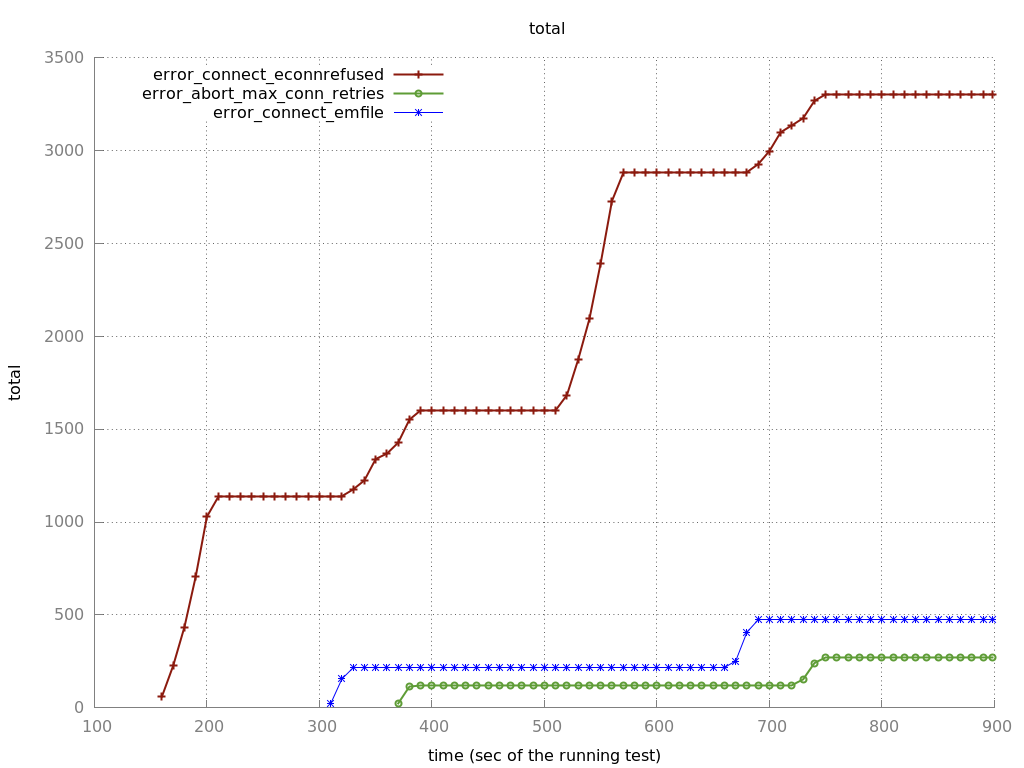 total
3500
error_connect_econnrefused
error_abort_max_conn_retries
error_connect_emfile
3000
2500
2000
total
1500
1000
500
0
100 200 300 400 500 600 700 800 900
time (sec of the running test)